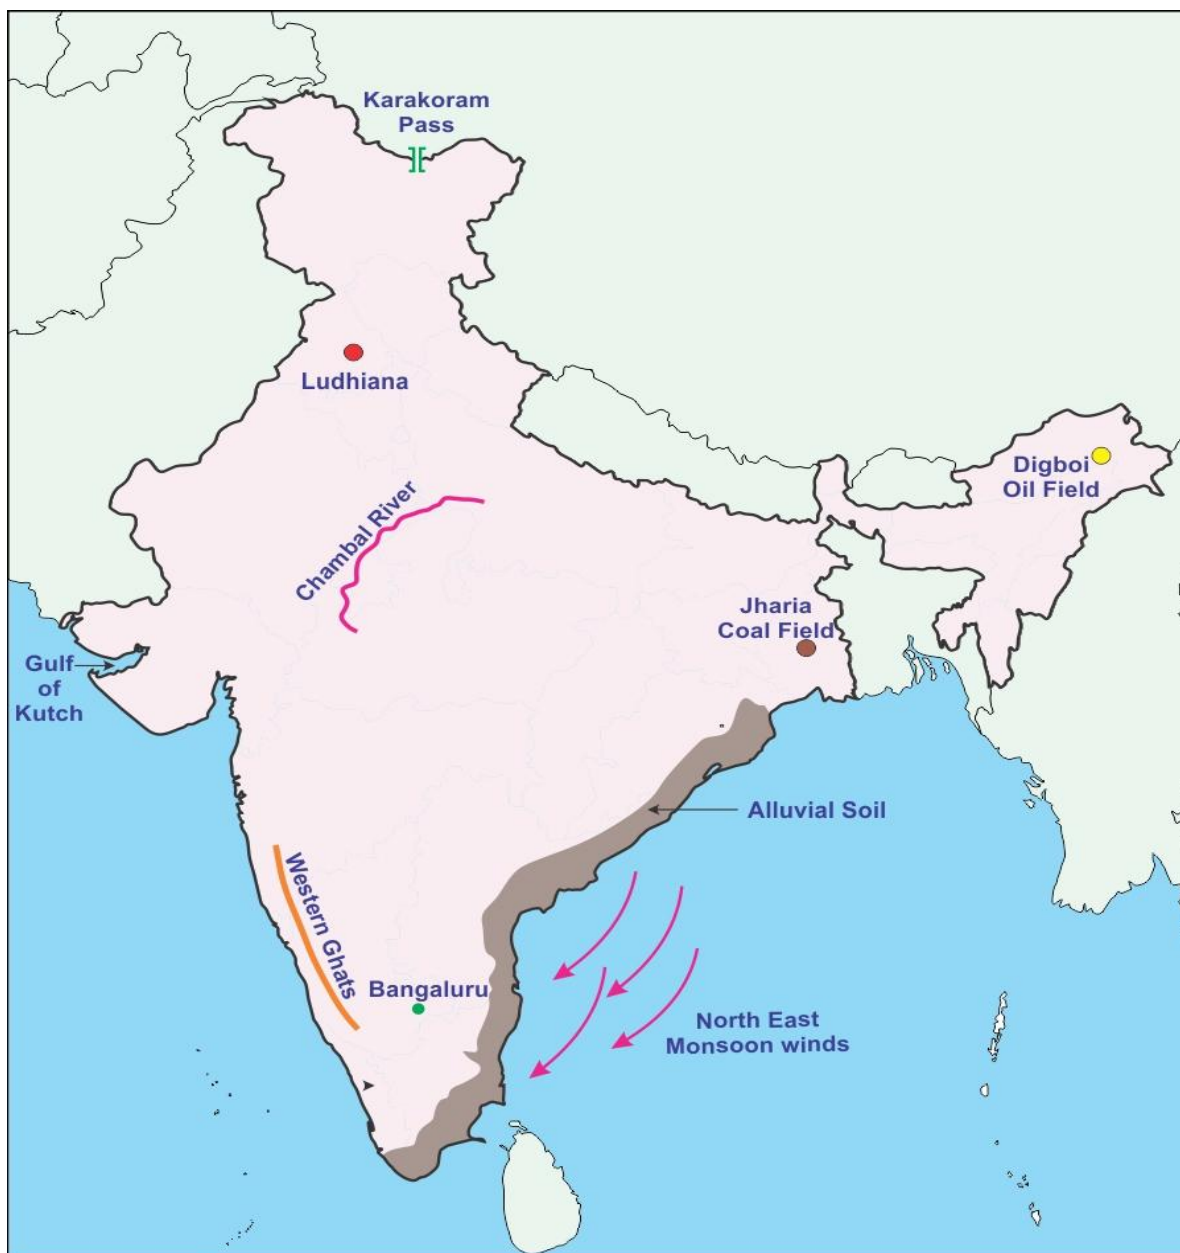 Karakoram
Pass
Ludhiana
Digboi
Oil Field
Chambal River
Jharia
Coal Field
Gulf
of
Kutch
Alluvial Soil
Western Ghats
Bangaluru
North East
Monsoon winds